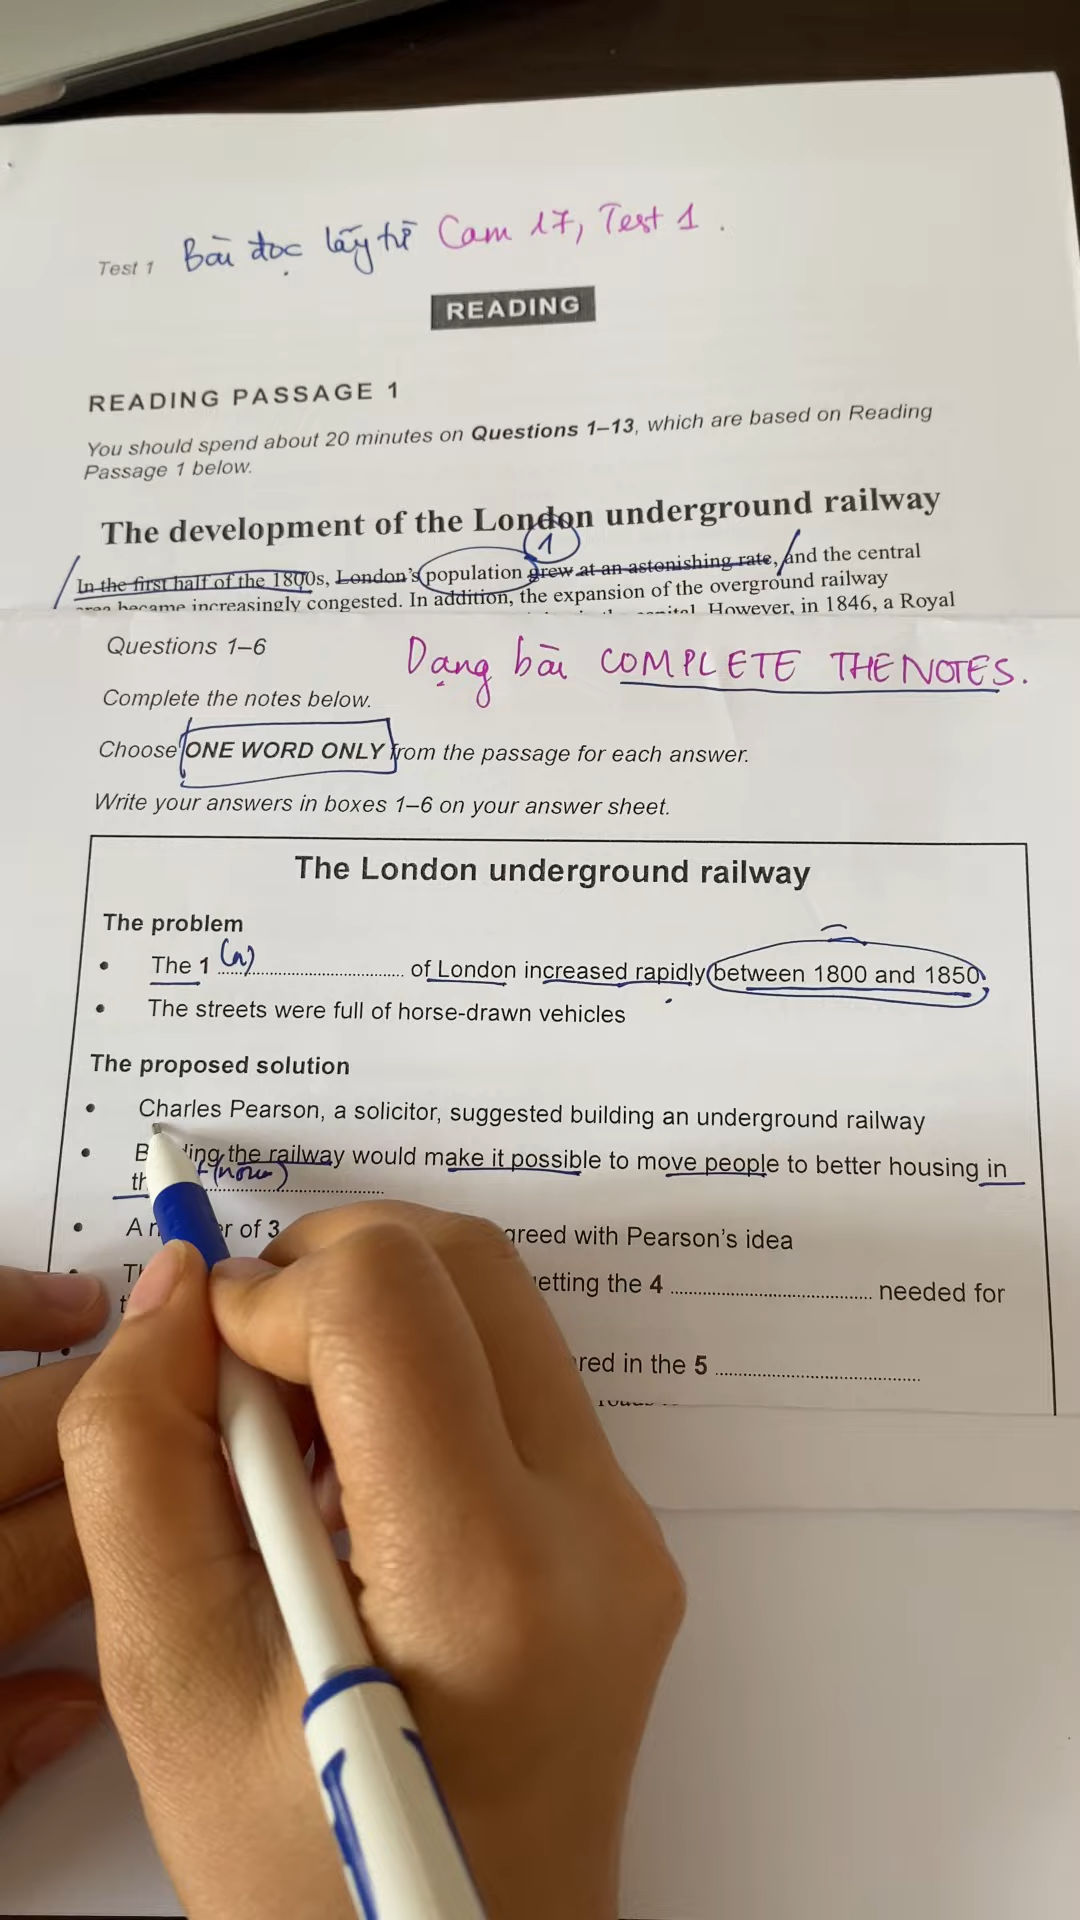 Test 1 Bài đọc lấy từ Cam 17, Test 1.
READING
READING PASSAGE 1
You should spend about 20 minutes on Questions 1–13, which are based on Reading
Passage 1 below.
The development of the London underground railway
1
In the first half of the 1800s, London's population grew at an astonishing rate, and the central
area became increasingly congested. In addition, the expansion of the overground railway
However, in 1846, a Royal
Questions 1–6
Dạng bài COMPLETE THE NOTES.
Complete the notes below.
Choose ONE WORD ONLY from the passage for each answer.
Write your answers in boxes 1–6 on your answer sheet.
The London underground railway
The problem
• The 1 (n) of London increased rapidly between 1800 and 1850
• The streets were full of horse-drawn vehicles
The proposed solution
• Charles Pearson, a solicitor, suggested building an underground railway
• the railway would make it possible to move people to better housing in
(noun)
• of 3 with Pearson's idea
the 4 needed for
in the 5